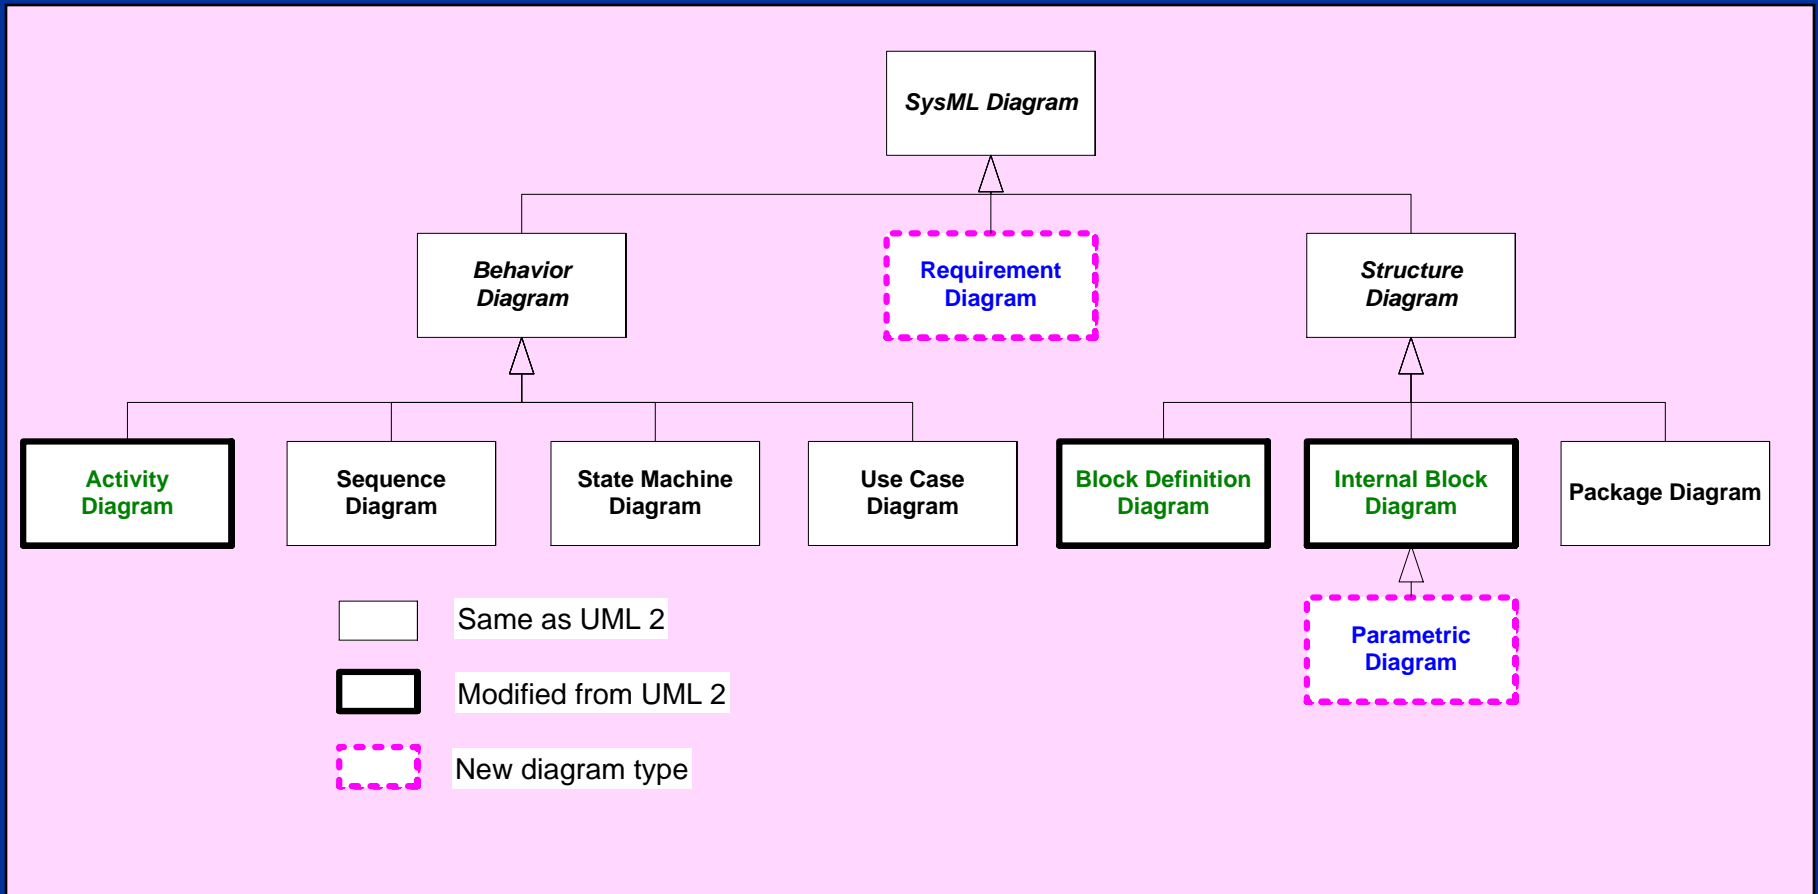 SysML Diagram
Behavior
Diagram
Requirement
Diagram
Structure
Diagram
Activity
Diagram
Sequence
Diagram
State Machine
Diagram
Use Case
Diagram
Block Definition
Diagram
Internal Block
Diagram
Package Diagram
Parametric
Diagram
Same as UML 2
Modified from UML 2
New diagram type